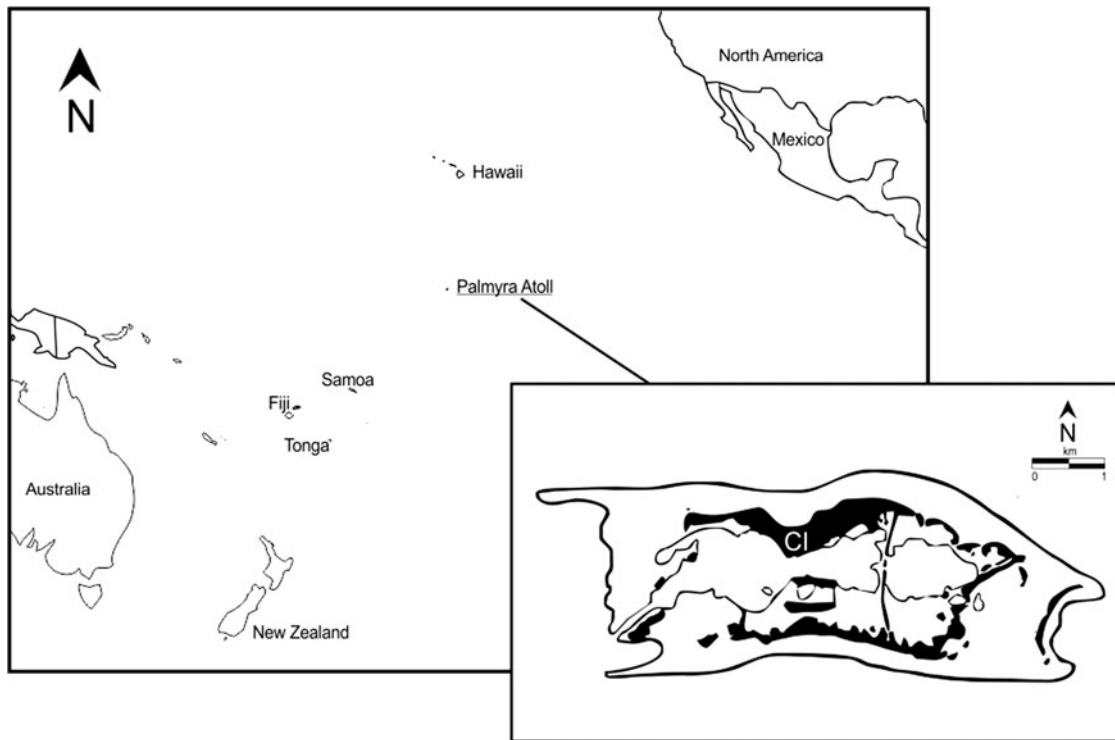 North America
N
Mexico
Hawaii
Palmyra Atoll
Samoa
Fiji
Tonga
Australia
New Zealand
N
km
0 1
CI